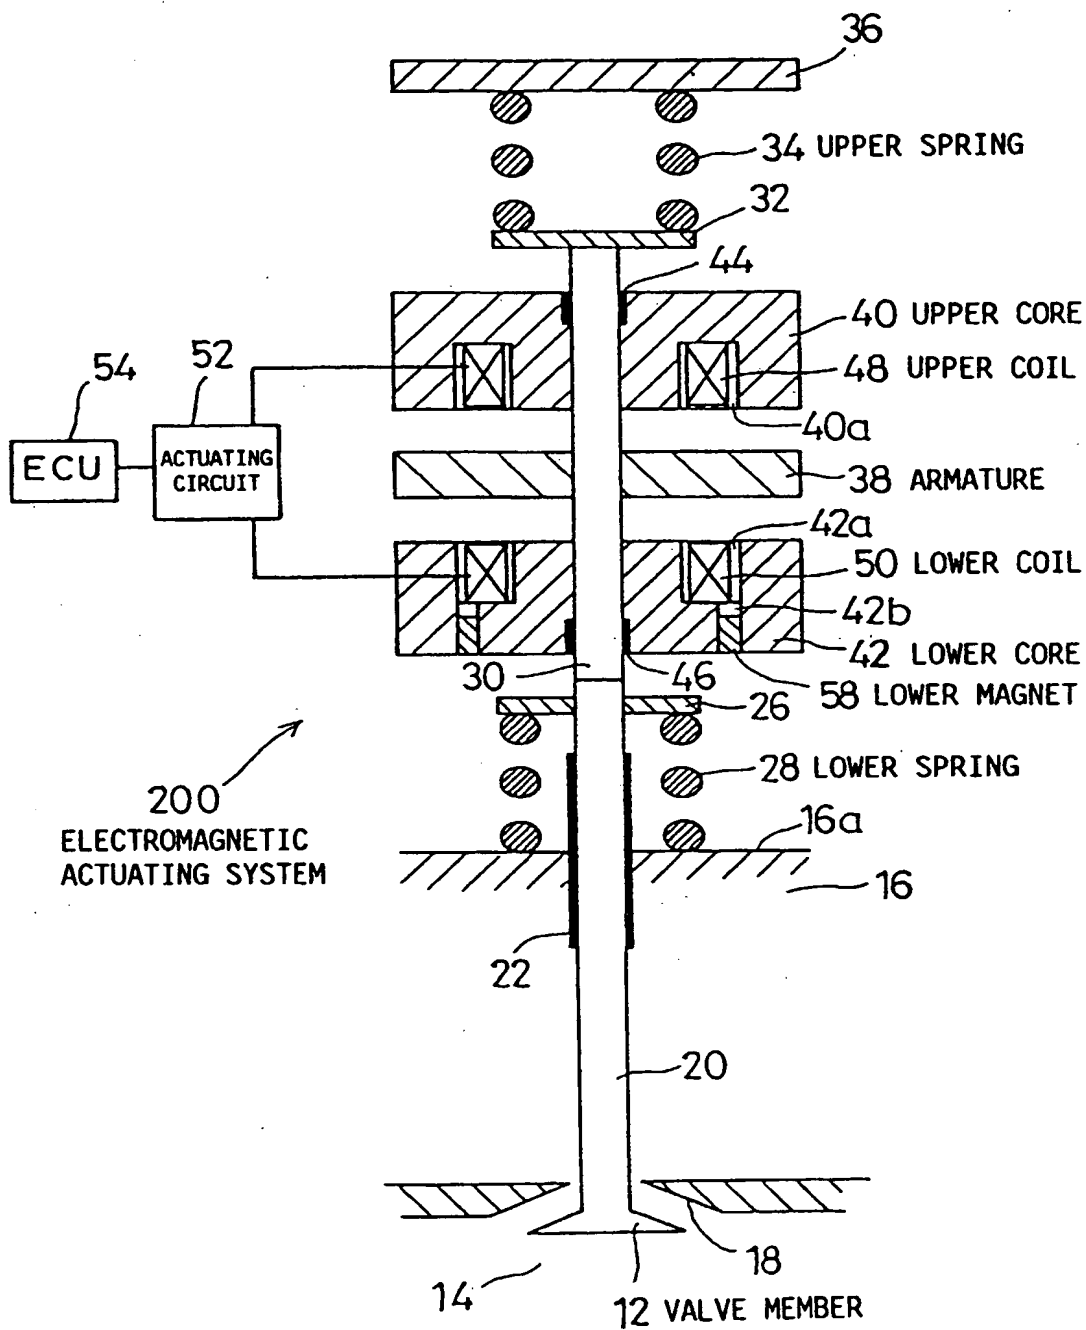 36
34 UPPER SPRING
32
44
40 UPPER CORE
52
54
48 UPPER COIL
40a
ECU
ACTUATING
CIRCUIT
38 ARMATURE
42a
50 LOWER COIL
42b
42 LOWER CORE
30
46
58 LOWER MAGNET
26
28 LOWER SPRING
200
ELECTROMAGNETIC
ACTUATING SYSTEM
16a
16
22
20
18
14
12 VALVE MEMBER